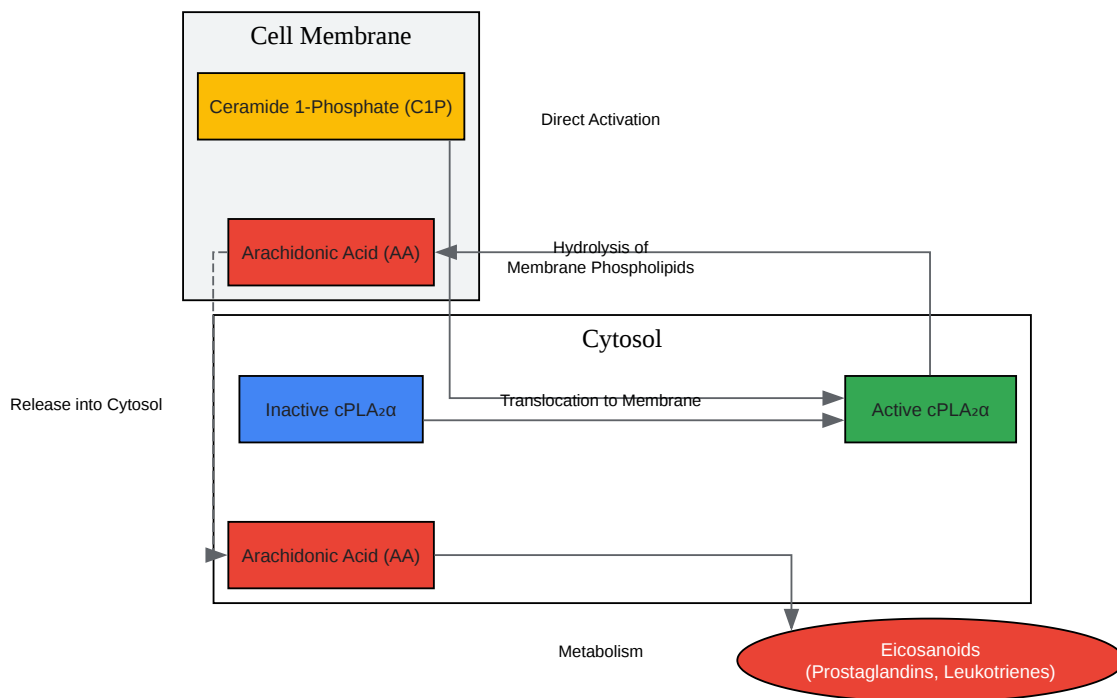 Cell Membrane
Ceramide 1-Phosphate (C1P)
Direct Activation
Arachidonic Acid (AA)
Hydrolysis of
Membrane Phospholipids
Cytosol
Release into Cytosol
Inactive cPLA₂α
Translocation to Membrane
Active cPLA₂α
Arachidonic Acid (AA)
Metabolism
Eicosanoids
(Prostaglandins, Leukotrienes)